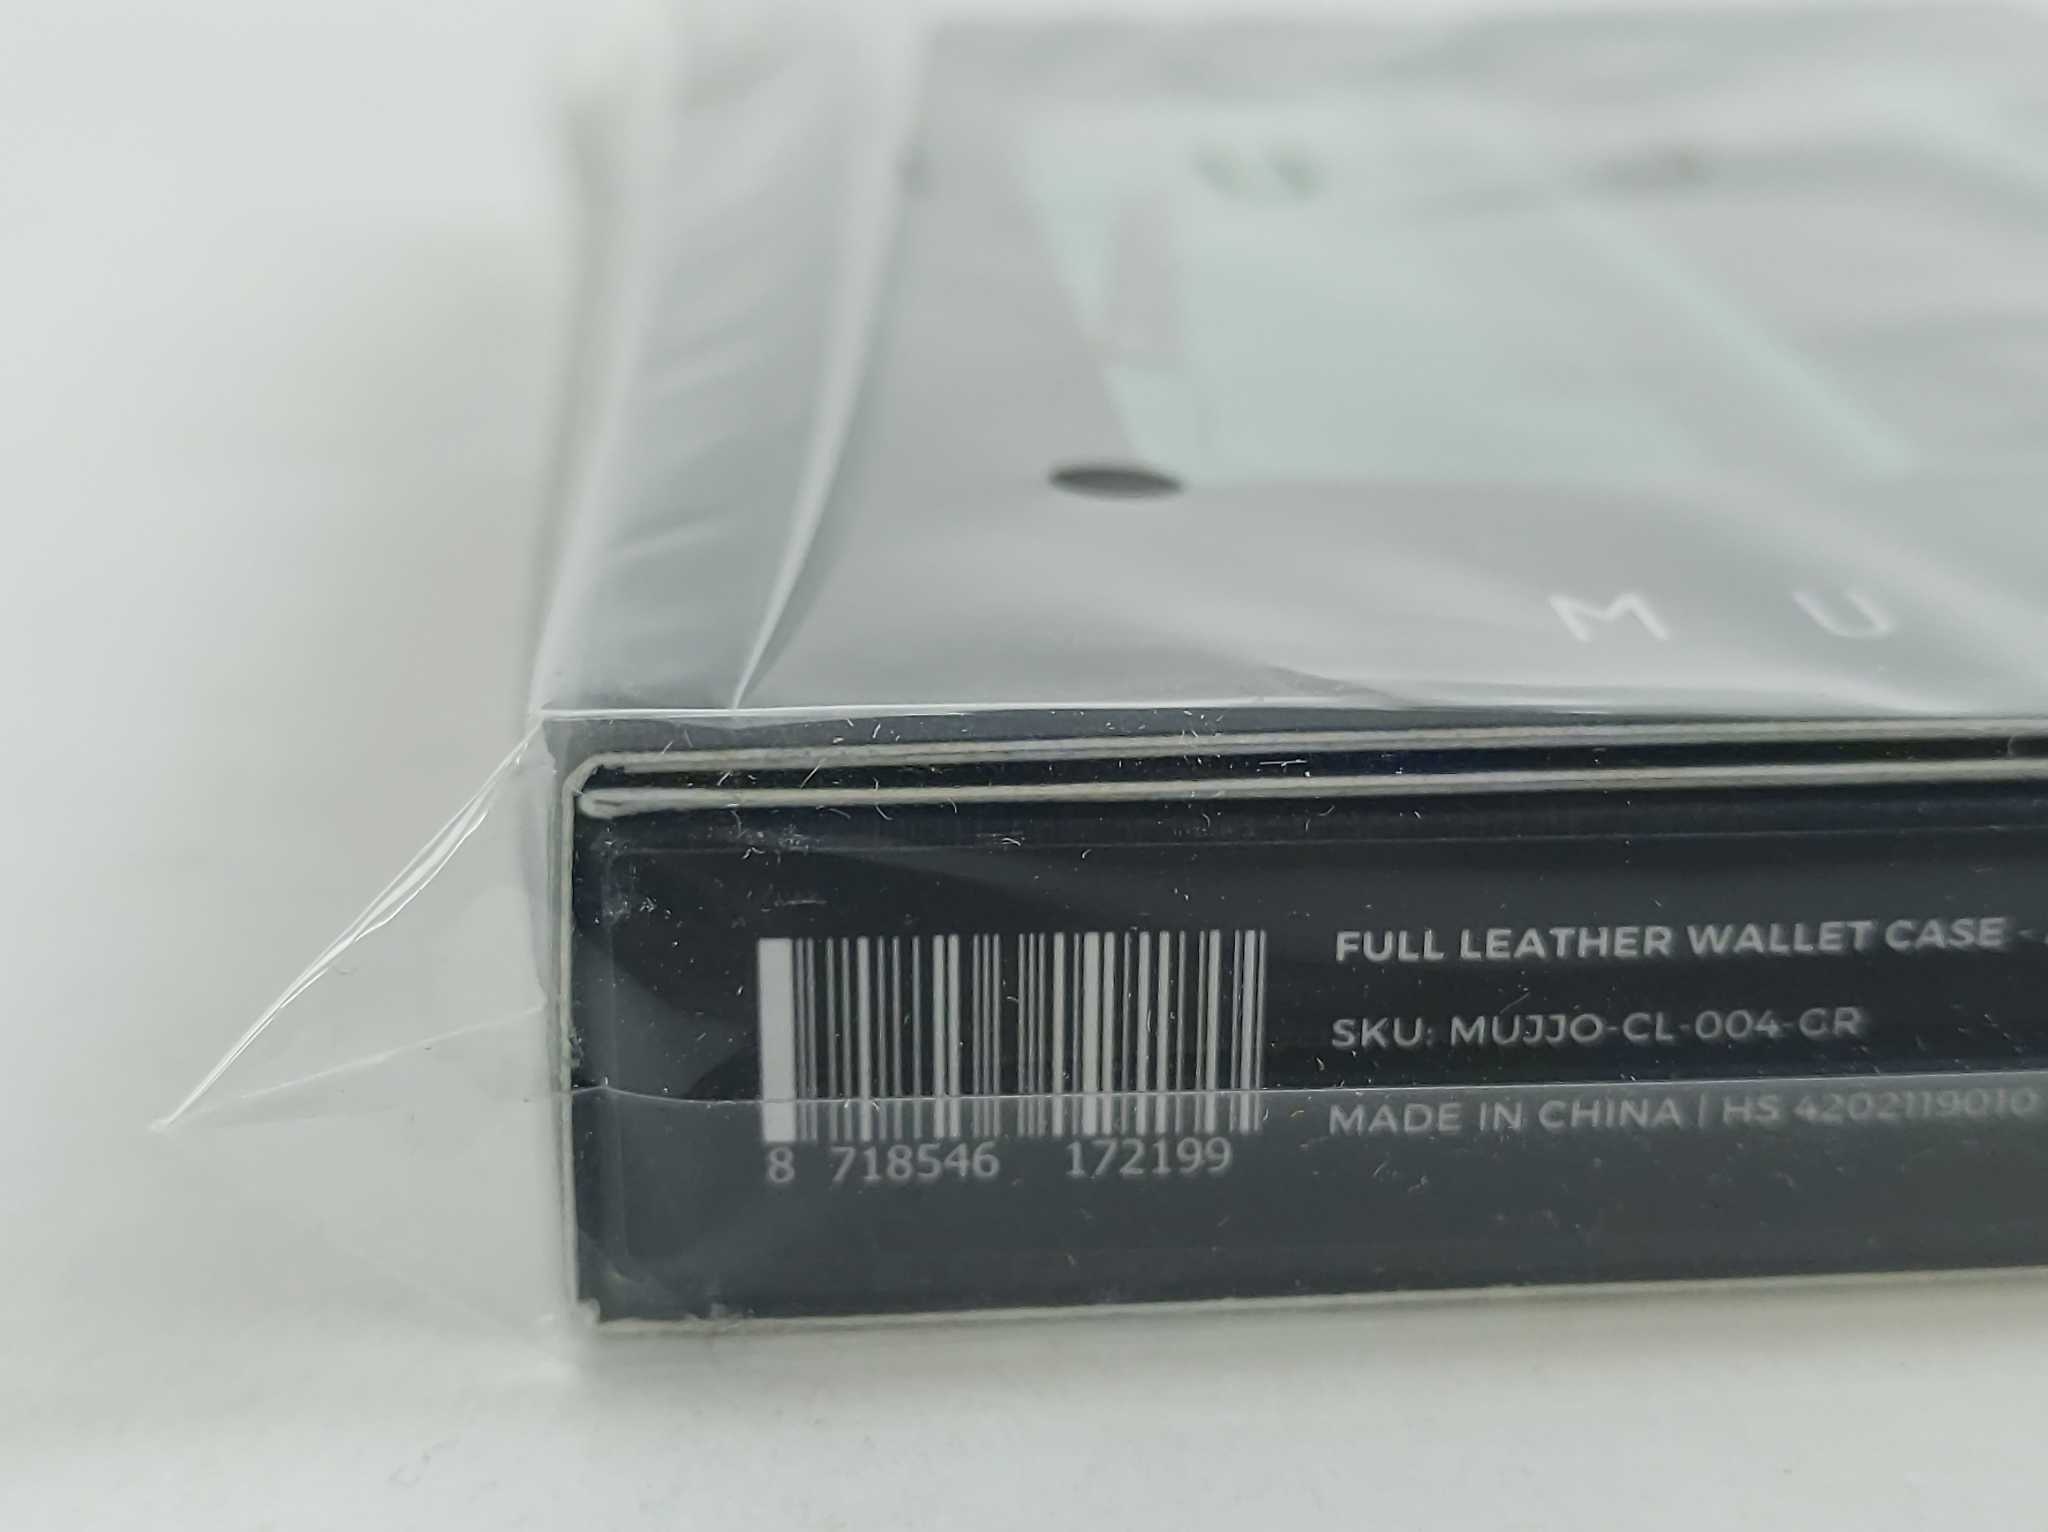 M U
FULL LEATHER WALLET CASE -
SKU: MUJJO-CL-004-GR
MADE IN CHINA | HS 4202119010
8 718546 172199